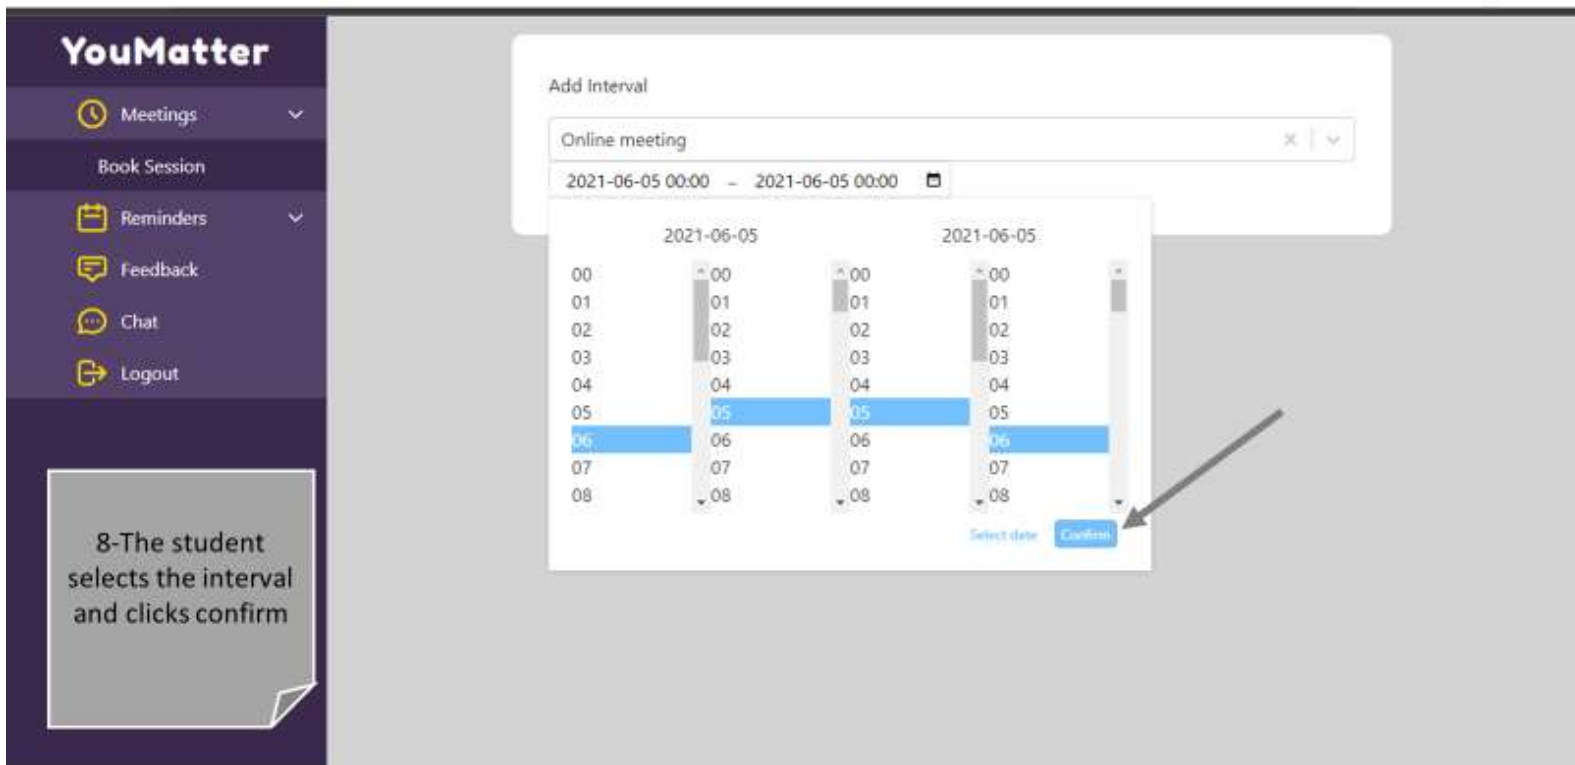 YouMatter
Meetings
Book Session
Reminders
Feedback
Chat
Logout
8-The student
selects the interval
and clicks confirm
Add Interval
Online meeting
2021-06-05 00:00 – 2021-06-05 00:00
2021-06-05 2021-06-05
00 00 00 00
01 01 01 01
02 02 02 02
03 03 03 03
04 04 04 04
05 05 05 05
06 06 06 06
07 07 07 07
08 08 08 08
Select date Confirm